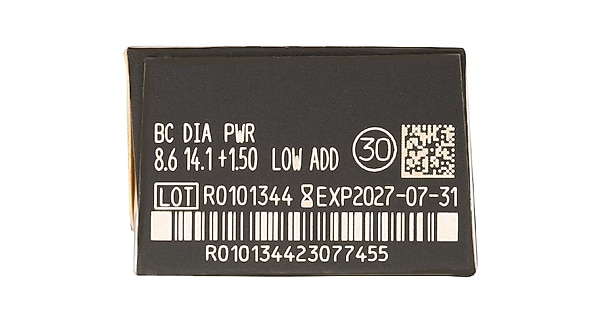 BC DIA PWR
8.6 14.1 +1.50 LOW ADD 30
LOT R0101344 EXP2027-07-31
R010134423077455